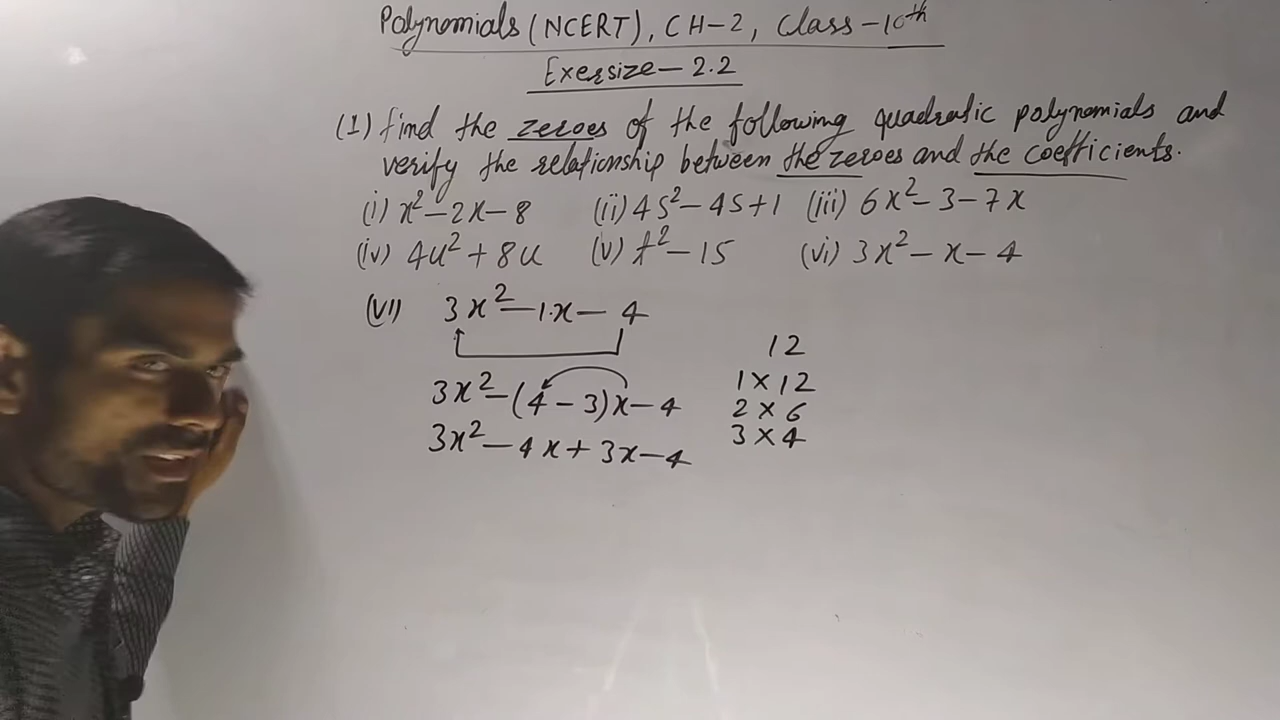 Polynomials (NCERT), CH-2, Class-10th
Exersize-2.2
(1) find the zeroes of the following quadratic polynomials and
verify the relationship between the zeroes and the coefficients.
(i) x²-2x-8 (ii) 4s²-4s+1 (iii) 6x²-3-7x
(iv) 4u²+8u (v) t²-15 (vi) 3x²-x-4
(VI) 3x²-1.x-4
12
3x²-(4-3)x-4 1×12
2×6
3x²-4x+3x-4 3×4